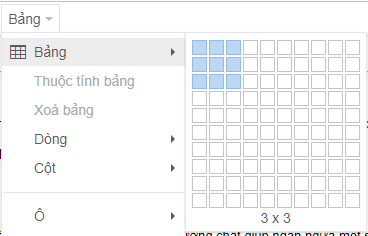 Bảng
Bảng
Thuộc tính bảng
Xoá bảng
Dòng
Cột
Ô
3 x 3